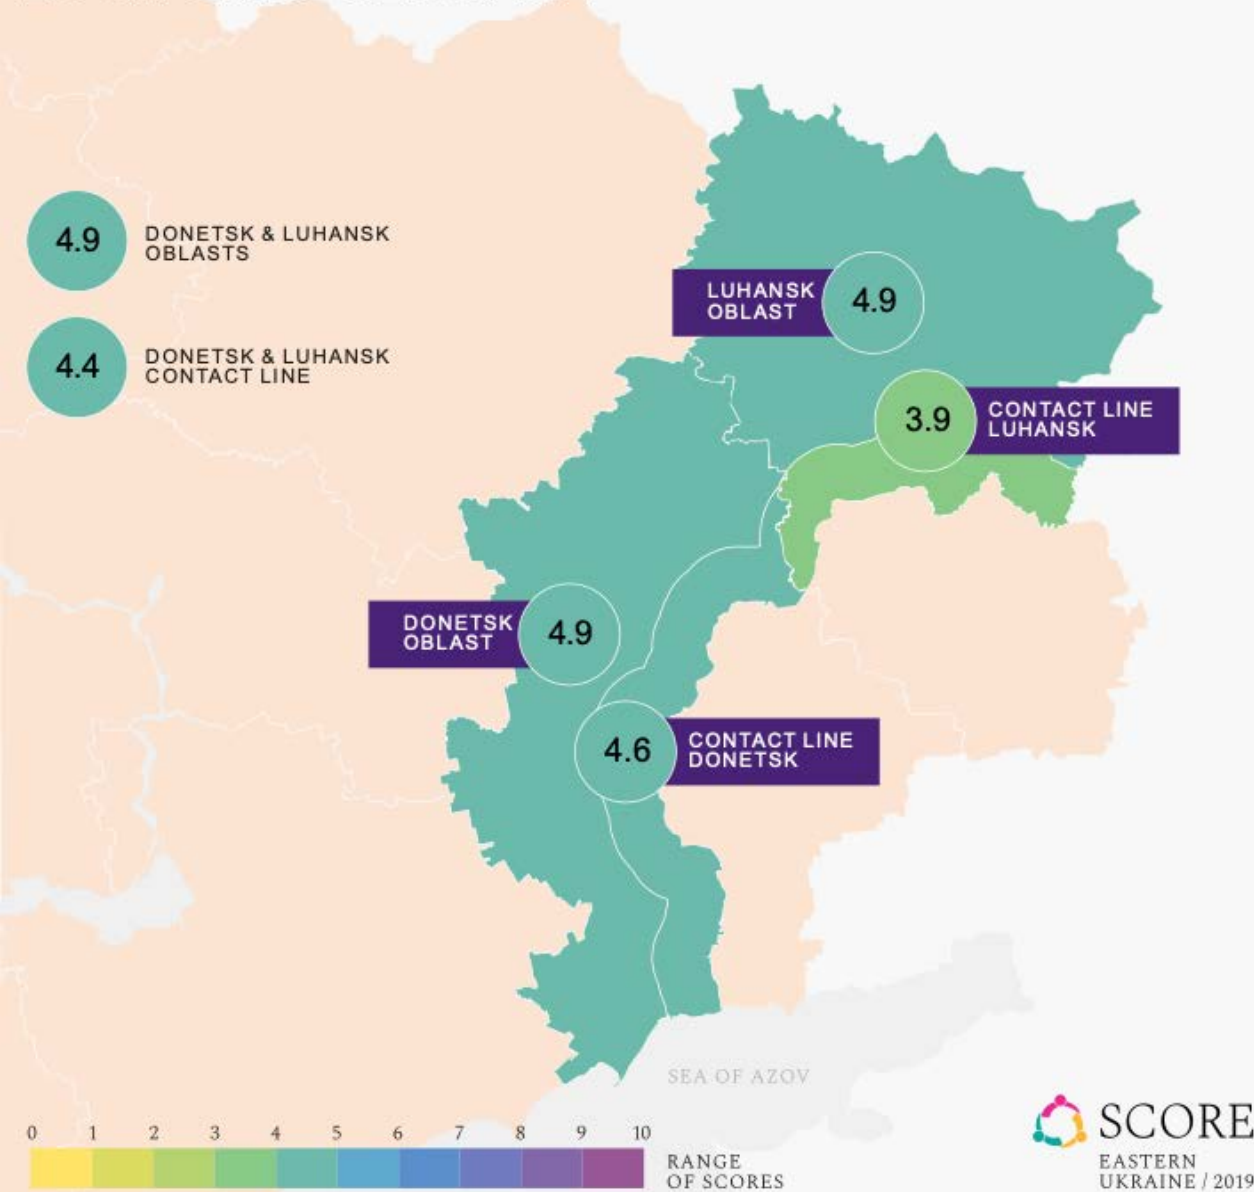 4.9
DONETSK & LUHANSK
OBLASTS
4.4
DONETSK & LUHANSK
CONTACT LINE
LUHANSK
OBLAST
4.9
3.9
CONTACT LINE
LUHANSK
DONETSK
OBLAST
4.9
4.6
CONTACT LINE
DONETSK
SEA OF AZOV
0 1 2 3 4 5 6 7 8 9 10
RANGE
OF SCORES
SCORE
EASTERN
UKRAINE / 2019